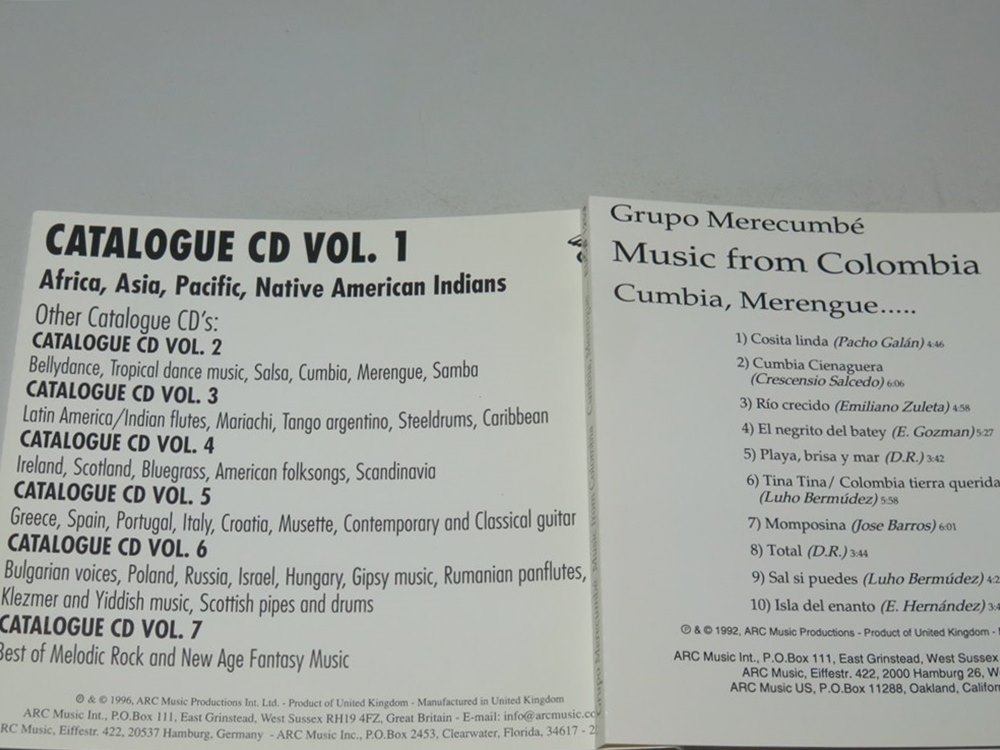 CATALOGUE CD VOL. 1
Africa, Asia, Pacific, Native American Indians
Other Catalogue CD's:
CATALOGUE CD VOL. 2
Bellydance, Tropical dance music, Salsa, Cumbia, Merengue, Samba
CATALOGUE CD VOL. 3
Latin America/Indian flutes, Mariachi, Tango argentino, Steeldrums, Caribbean
CATALOGUE CD VOL. 4
Ireland, Scotland, Bluegrass, American folksongs, Scandinavia
CATALOGUE CD VOL. 5
Greece, Spain, Portugal, Italy, Croatia, Musette, Contemporary and Classical guitar
CATALOGUE CD VOL. 6
Bulgarian voices, Poland, Russia, Israel, Hungary, Gipsy music, Rumanian panflutes,
Klezmer and Yiddish music, Scottish pipes and drums
CATALOGUE CD VOL. 7
Best of Melodic Rock and New Age Fantasy Music
℗ & © 1996, ARC Music Productions Int. Ltd. - Product of United Kingdom - Manufactured in United Kingdom
ARC Music Int., P.O.Box 111, East Grinstead, West Sussex RH19 4FZ, Great Britain - E-mail: info@arcmusic.co
RC Music, Eiffestr. 422, 20537 Hamburg, Germany - ARC Music Inc., P.O.Box 2453, Clearwater, Florida, 34617 - 2
Grupo Merecumbé
Music from Colombia
Cumbia, Merengue.....
1) Cosita linda (Pacho Galán) 4:46
2) Cumbia Cienaguera
(Crescensio Salcedo) 6:06
3) Río crecido (Emiliano Zuleta) 4:58
4) El negrito del batey (E. Gozman) 5:27
5) Playa, brisa y mar (D.R.) 3:42
6) Tina Tina/ Colombia tierra querida
(Luho Bermúdez) 5:58
7) Momposina (Jose Barros) 6:01
8) Total (D.R.) 3:44
9) Sal si puedes (Luho Bermúdez) 4:2
10) Isla del enanto (E. Hernández) 3:4
℗ & © 1992, ARC Music Productions - Product of United Kingdom -
ARC Music Int., P.O.Box 111, East Grinstead, West Sussex
ARC Music, Eiffestr. 422, 2000 Hamburg 26, W
ARC Music US, P.O.Box 11288, Oakland, Californ